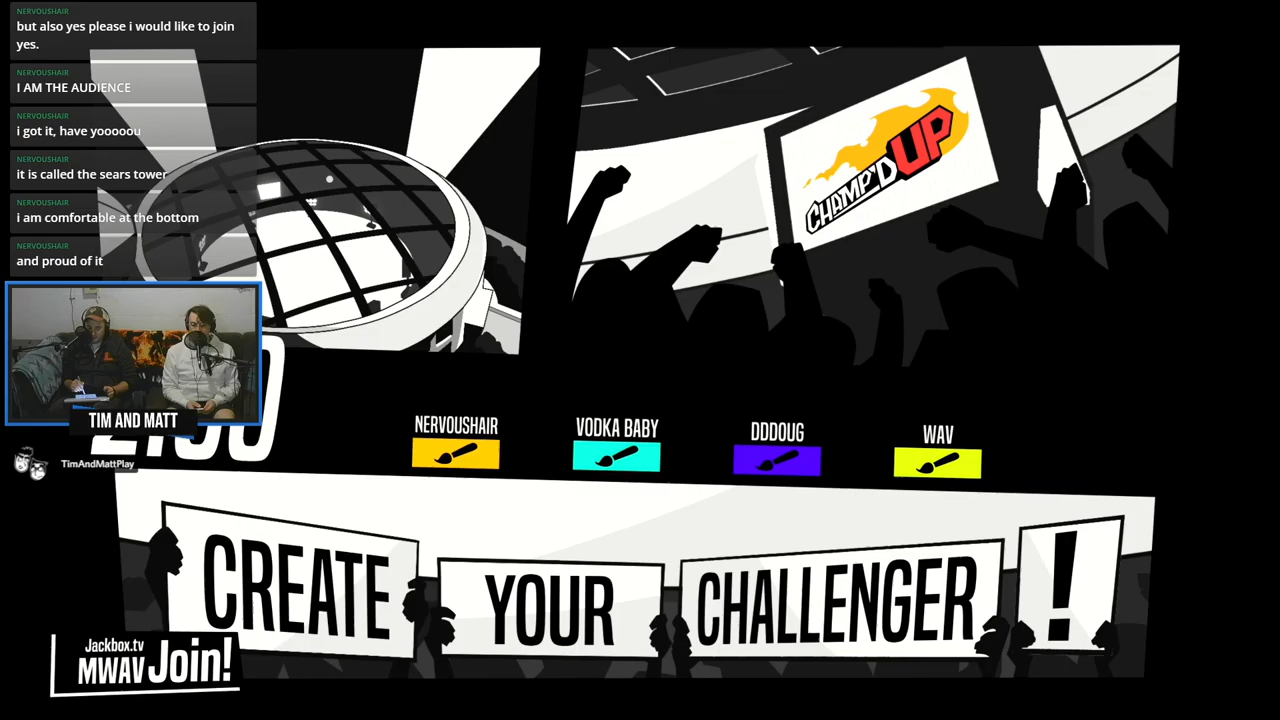 NERVOUSHAIR
but also yes please i would like to join
yes.
NERVOUSHAIR
I AM THE AUDIENCE
NERVOUSHAIR
i got it, have yooooou
NERVOUSHAIR
it is called the sears tower
NERVOUSHAIR
i am comfortable at the bottom
NERVOUSHAIR
and proud of it
CHAMP'D UP
TIM AND MATT
TimAndMattPlay
NERVOUSHAIR
VODKA BABY
DDDOUG
WAV
CREATE YOUR CHALLENGER !
Jackbox.tv
MWAV Join!